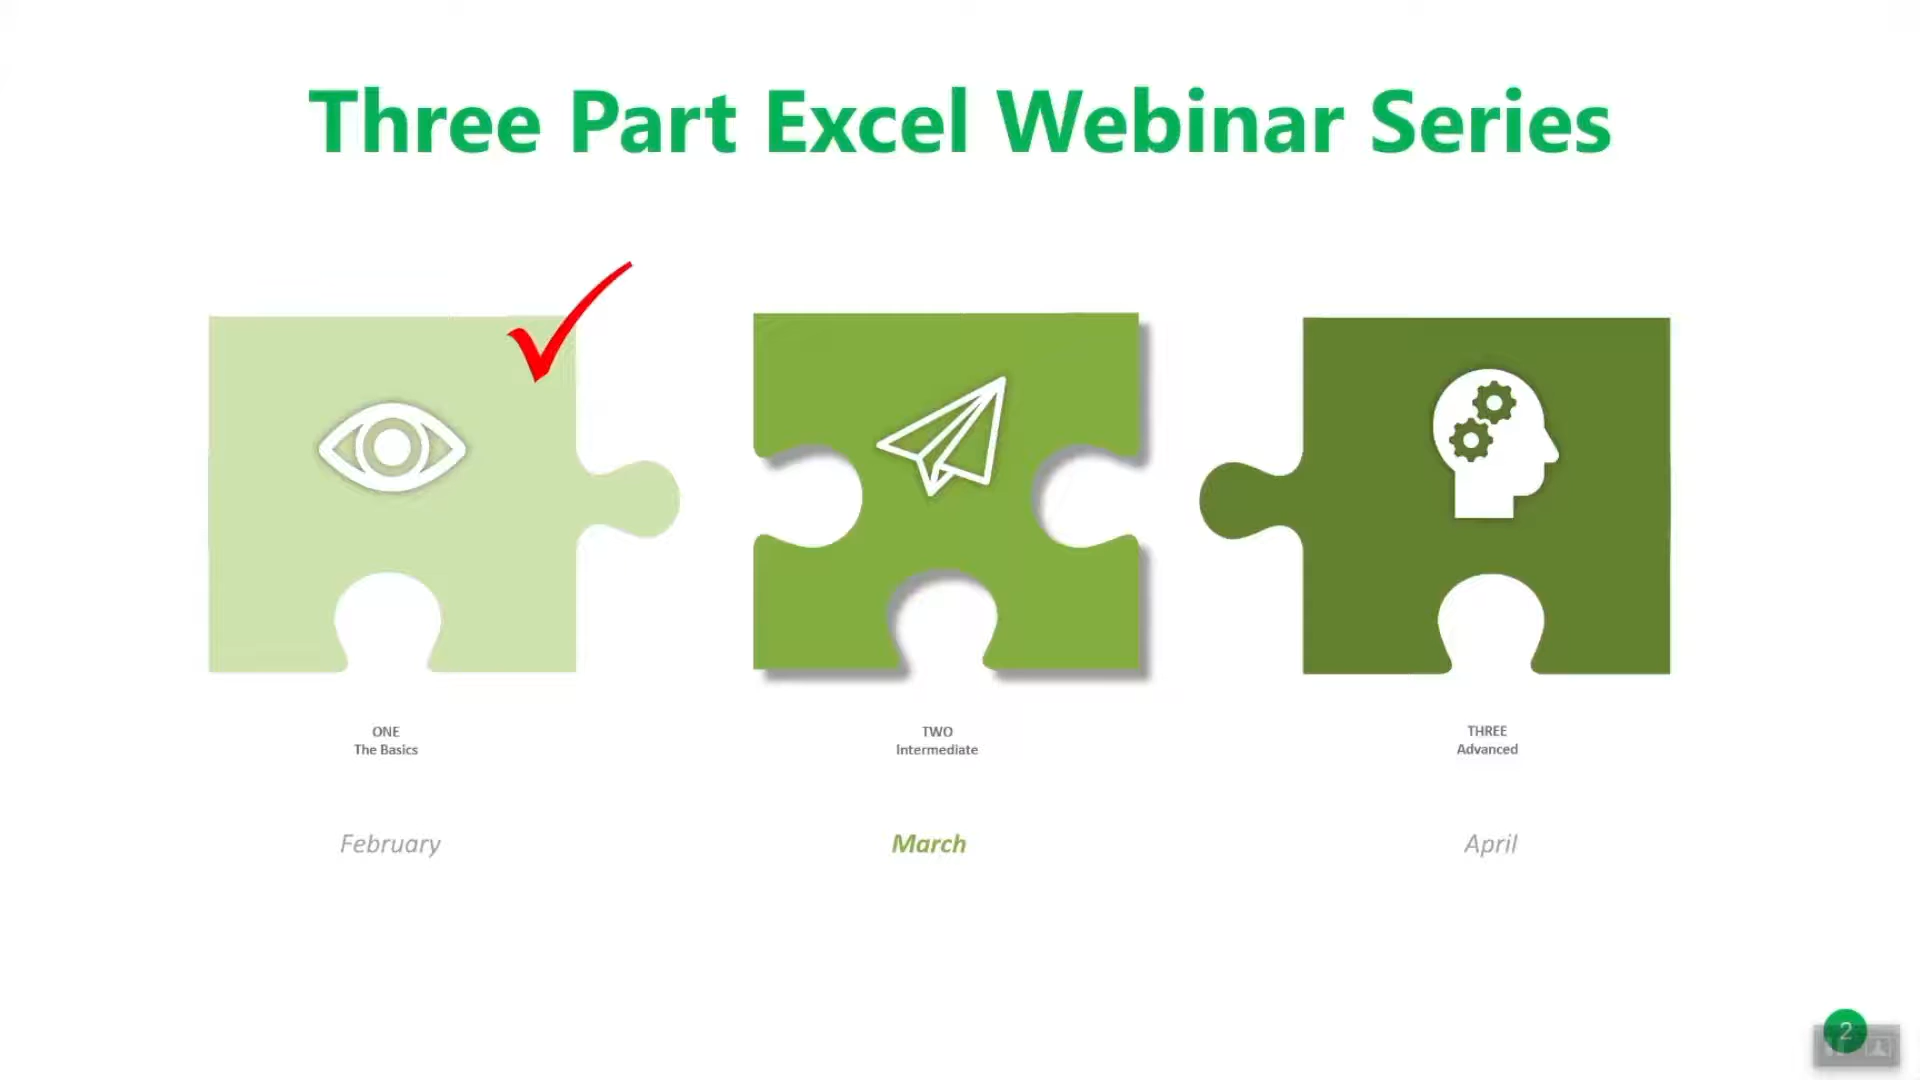 Three Part Excel Webinar Series
ONE
The Basics
TWO
Intermediate
THREE
Advanced
February
March
April
2